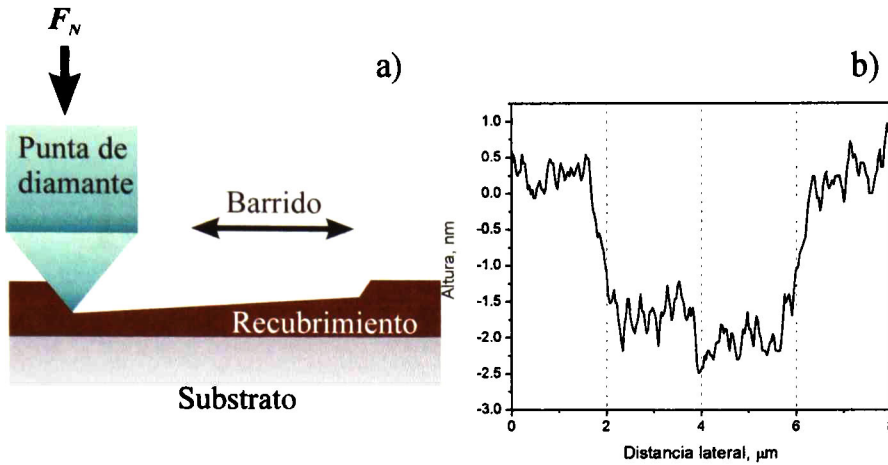 F_N
a)
Punta de
diamante
Barrido
Recubrimiento
Substrato
b)
1.0
0.5
0.0
-0.5
-1.0
-1.5
-2.0
-2.5
-3.0
Altura, nm
0 2 4 6 8
Distancia lateral, μm